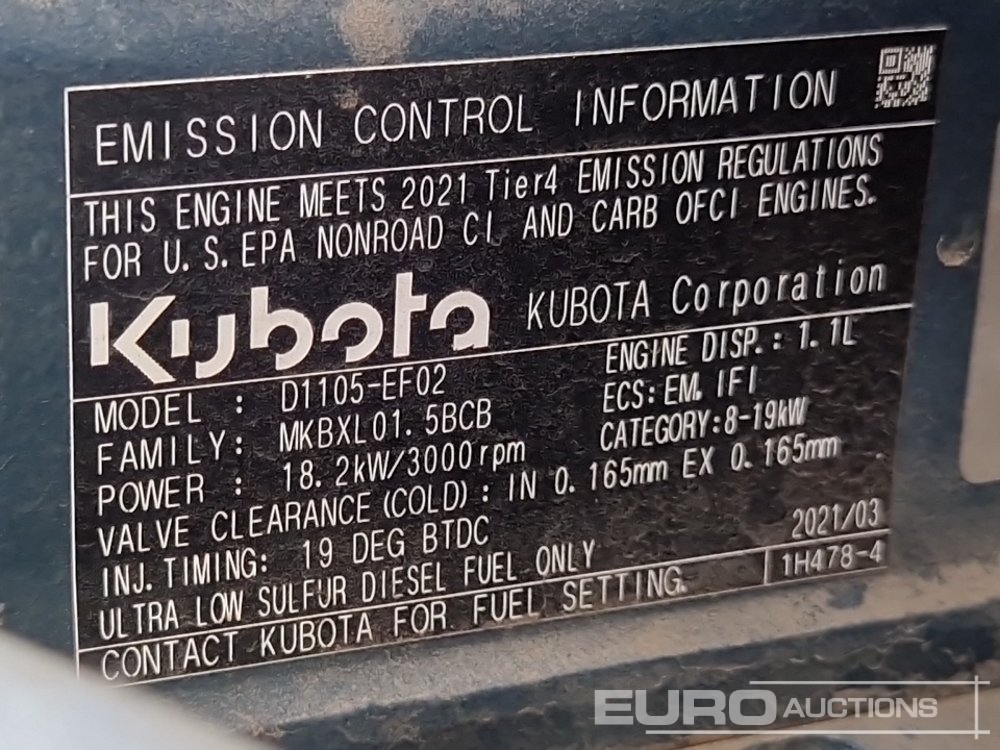 EMISSION CONTROL INFORMATION
THIS ENGINE MEETS 2021 Tier4 EMISSION REGULATIONS
FOR U.S.EPA NONROAD CI AND CARB OFCI ENGINES.
Kubota KUBOTA Corporation
MODEL : D1105-EF02 ENGINE DISP.: 1.1L
FAMILY: MKBXL01.5BCB ECS:EM.IFI
POWER : 18.2kW/3000rpm CATEGORY:8-19kW
VALVE CLEARANCE(COLD): IN 0.165mm EX 0.165mm
INJ.TIMING: 19 DEG BTDC 2021/03
ULTRA LOW SULFUR DIESEL FUEL ONLY
CONTACT KUBOTA FOR FUEL SETTING. 1H478-4
EURO AUCTIONS